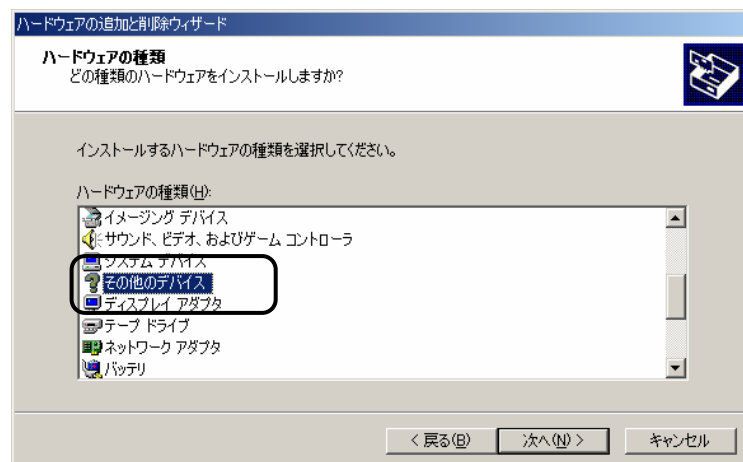 ハードウェアの追加と削除ウィザード
ハードウェアの種類
どの種類のハードウェアをインストールしますか?
インストールするハードウェアの種類を選択してください。
ハードウェアの種類(H):
イメージング デバイス
サウンド、ビデオ、およびゲーム コントローラ
システム デバイス
その他のデバイス
ディスプレイ アダプタ
テープ ドライブ
ネットワーク アダプタ
バッテリ
< 戻る(B)
次へ(N) >
キャンセル